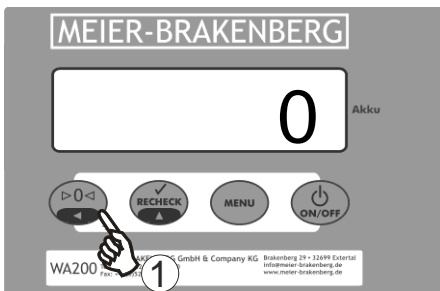 MEIER-BRAKENBERG
0
Akku
▷0◁
✓
RECHECK
MENU
ON/OFF
GmbH & Company KG
Brakenberg 29 • 32699 Extertal
info@meier-brakenberg.de
www.meier-brakenberg.de
WA200
Fax:
1